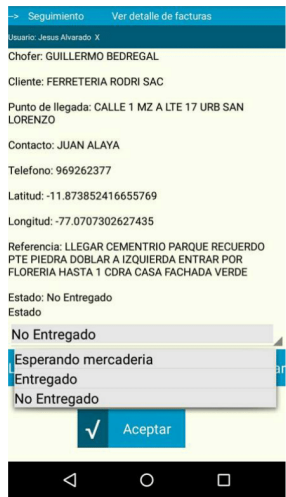 --> Seguimiento Ver detalle de facturas
Usuario: Jesus Alvarado X
Chofer: GUILLERMO BEDREGAL
Cliente: FERRETERIA RODRI SAC
Punto de llegada: CALLE 1 MZ A LTE 17 URB SAN
LORENZO
Contacto: JUAN ALAYA
Telefono: 969262377
Latitud: -11.873852416655769
Longitud: -77.0707302627435
Referencia: LLEGAR CEMENTRIO PARQUE RECUERDO
PTE PIEDRA DOBLAR A IZQUIERDA ENTRAR POR
FLORERIA HASTA 1 CDRA CASA FACHADA VERDE
Estado: No Entregado
Estado
No Entregado
Esperando mercaderia
Entregado
No Entregado
√ Aceptar